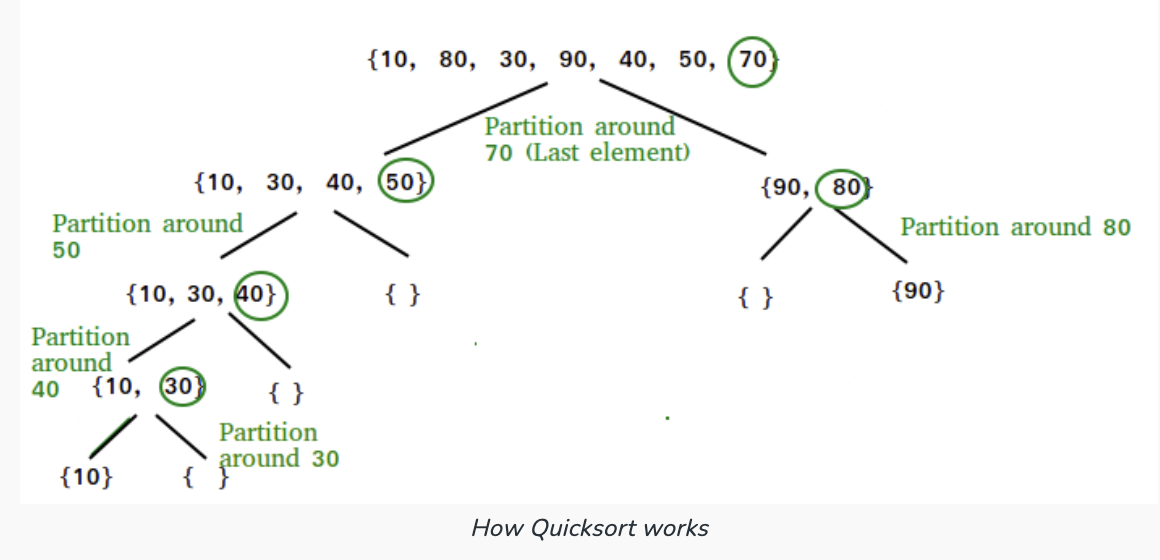 {10, 80, 30, 90, 40, 50, 70}
Partition around
70 (Last element)
{10, 30, 40, 50}
{90, 80}
Partition around
50
Partition around 80
{10, 30, 40}
{ }
{ }
{90}
Partition
around
40
{10, 30}
{ }
Partition
around 30
{10}
{ }
How Quicksort works